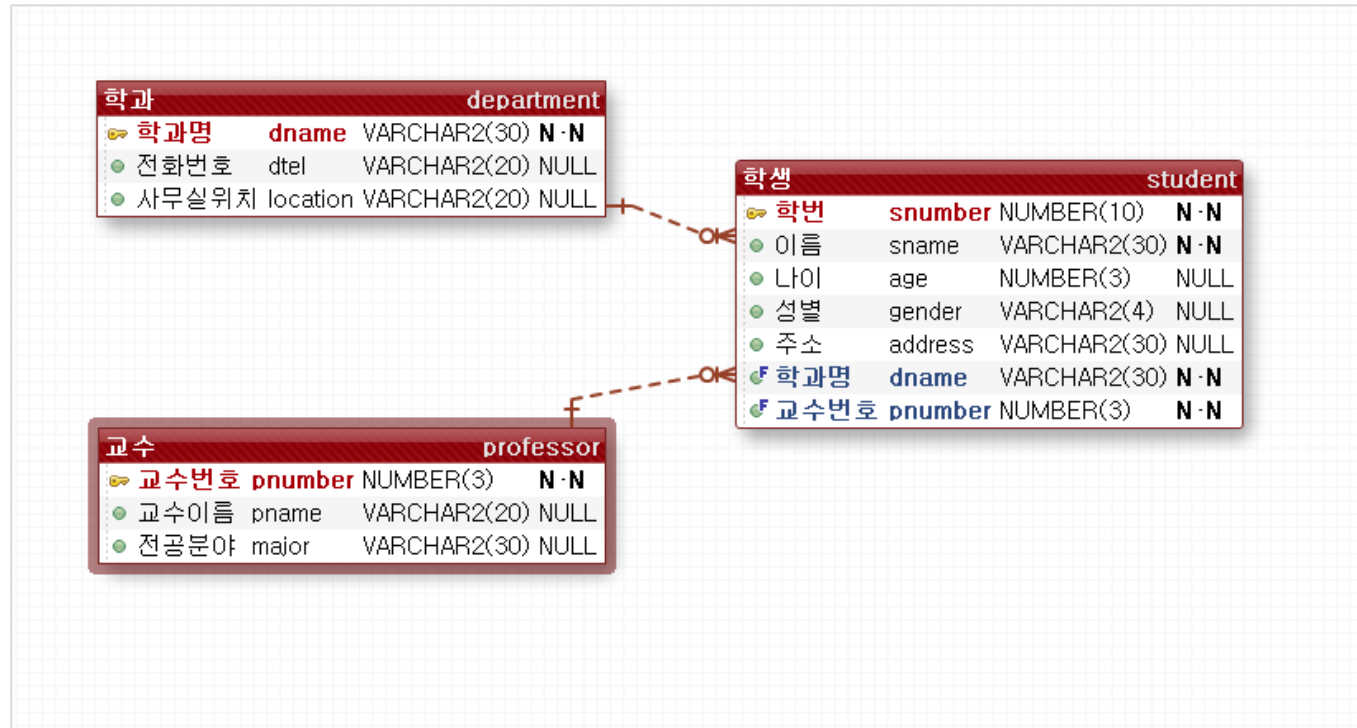 학과 department
학과명 dname VARCHAR2(30) N·N
전화번호 dtel VARCHAR2(20) NULL
사무실위치 location VARCHAR2(20) NULL
학생 student
학번 snumber NUMBER(10) N·N
이름 sname VARCHAR2(30) N·N
나이 age NUMBER(3) NULL
성별 gender VARCHAR2(4) NULL
주소 address VARCHAR2(30) NULL
F 학과명 dname VARCHAR2(30) N·N
F 교수번호 pnumber NUMBER(3) N·N
교수 professor
교수번호 pnumber NUMBER(3) N·N
교수이름 pname VARCHAR2(20) NULL
전공분야 major VARCHAR2(30) NULL